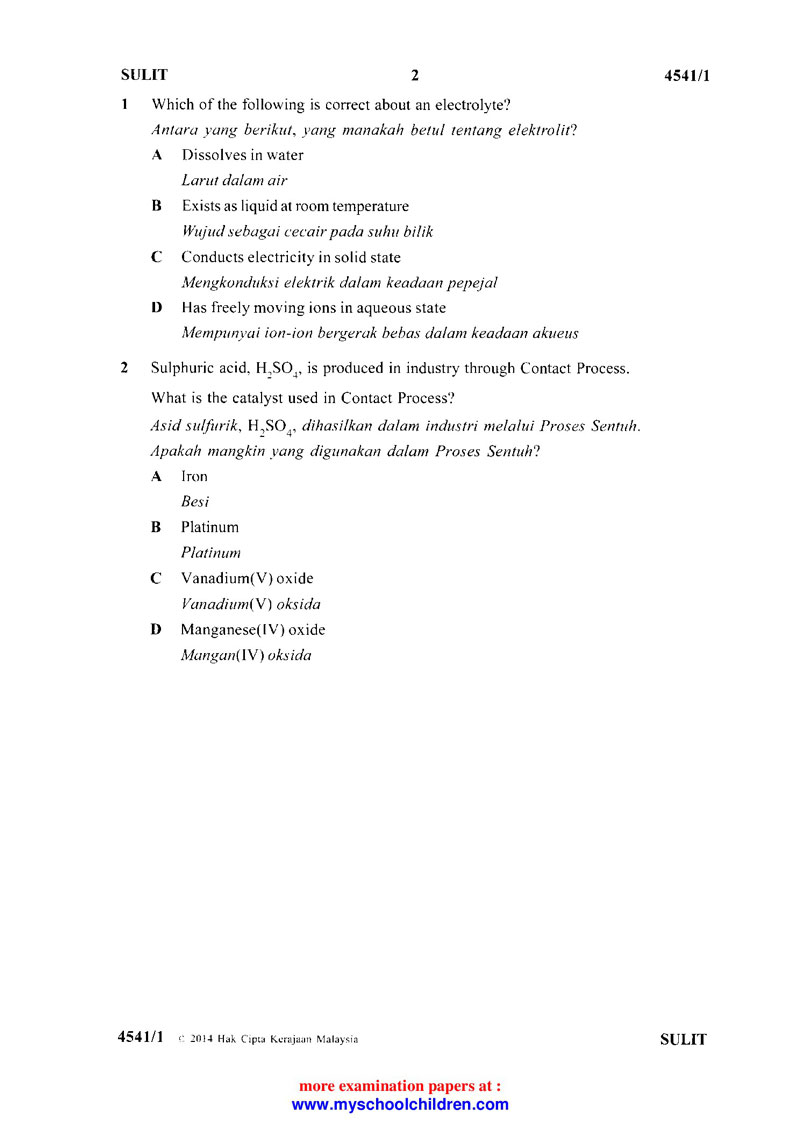 SULIT 2 4541/1
1 Which of the following is correct about an electrolyte?
Antara yang berikut, yang manakah betul tentang elektrolit?
A Dissolves in water
Larut dalam air
B Exists as liquid at room temperature
Wujud sebagai cecair pada suhu bilik
C Conducts electricity in solid state
Mengkonduksi elektrik dalam keadaan pepejal
D Has freely moving ions in aqueous state
Mempunyai ion-ion bergerak bebas dalam keadaan akueus
2 Sulphuric acid, H₂SO₄, is produced in industry through Contact Process.
What is the catalyst used in Contact Process?
Asid sulfurik, H₂SO₄, dihasilkan dalam industri melalui Proses Sentuh.
Apakah mangkin yang digunakan dalam Proses Sentuh?
A Iron
Besi
B Platinum
Platinum
C Vanadium(V) oxide
Vanadium(V) oksida
D Manganese(IV) oxide
Mangan(IV) oksida
4541/1 © 2014 Hak Cipta Kerajaan Malaysia SULIT
more examination papers at :
www.myschoolchildren.com